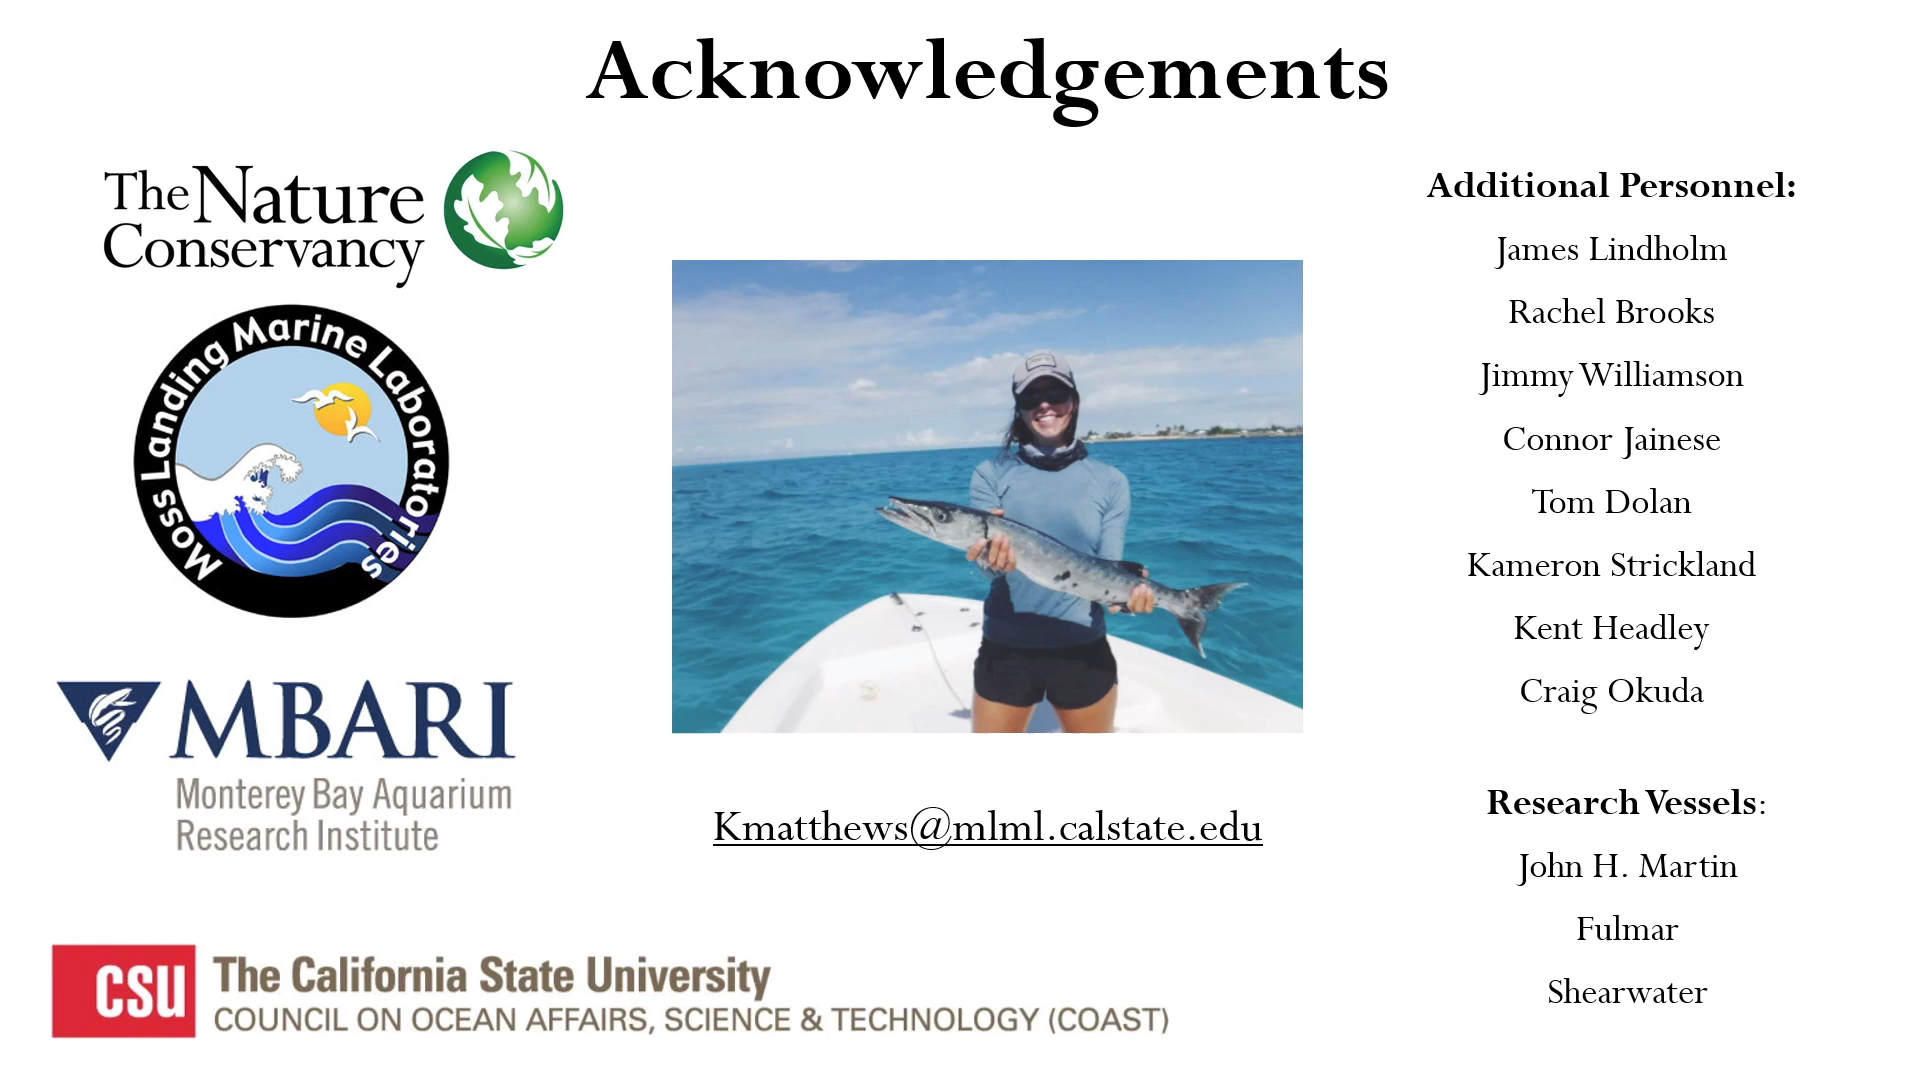 Acknowledgements
The Nature
Conservancy
Moss Landing Marine Laboratories
MBARI
Monterey Bay Aquarium
Research Institute
CSU
The California State University
COUNCIL ON OCEAN AFFAIRS, SCIENCE & TECHNOLOGY (COAST)
Kmatthews@mlml.calstate.edu
Additional Personnel:
James Lindholm
Rachel Brooks
Jimmy Williamson
Connor Jainese
Tom Dolan
Kameron Strickland
Kent Headley
Craig Okuda
Research Vessels:
John H. Martin
Fulmar
Shearwater